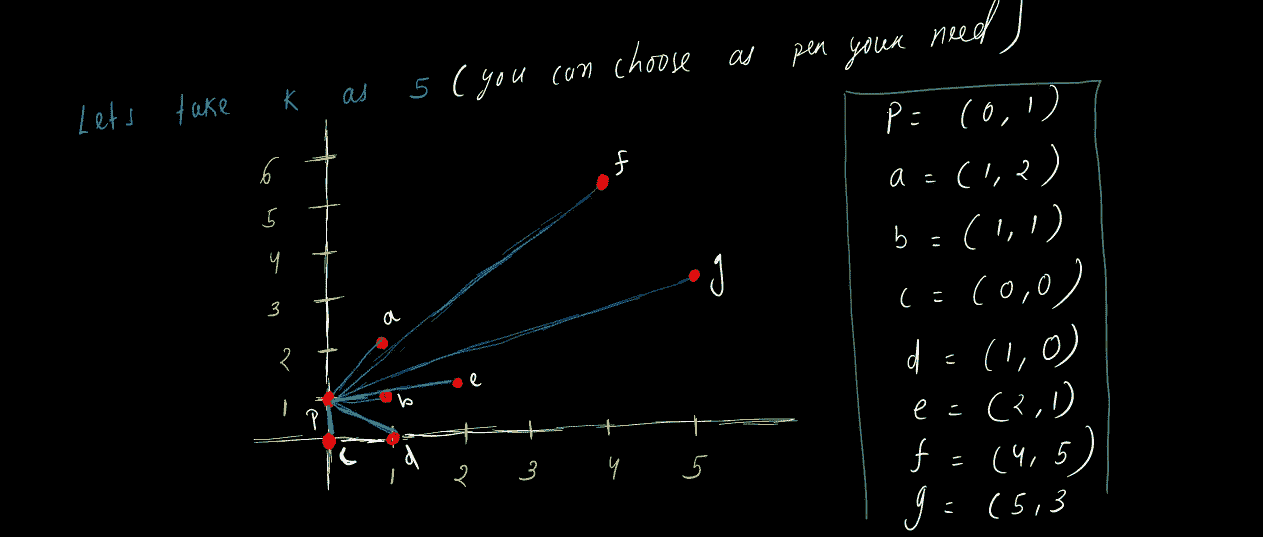 Lets take K as 5 (you can choose as per your need)
P = (0, 1)
a = (1, 2)
b = (1, 1)
c = (0,0)
d = (1, 0)
e = (2, 1)
f = (4, 5)
g = (5, 3
6
5
4
3
2
1
f
g
a
e
b
P
c
d
1
2
3
4
5